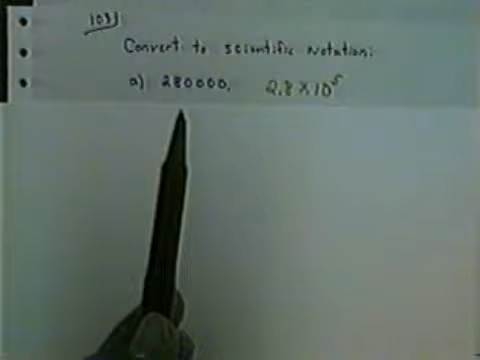 103)
Convert to scientific Notation:
a) 280000. 2.8 X 10⁵